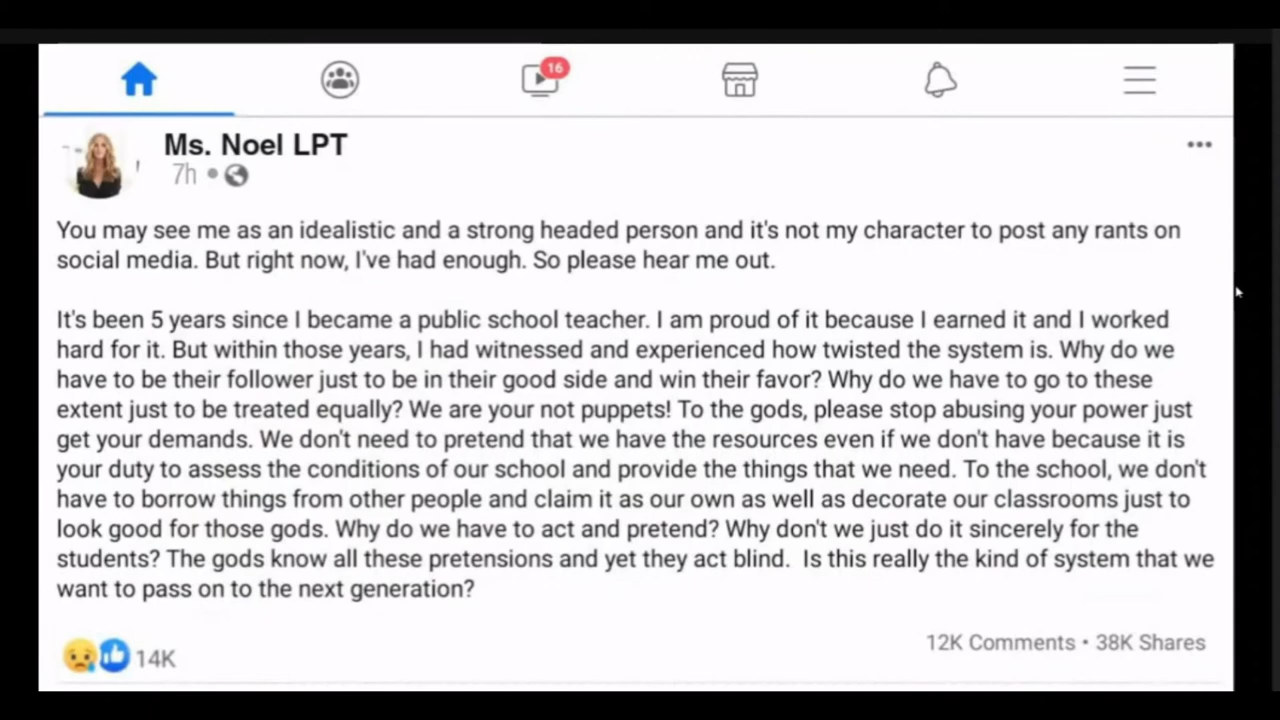 16
Ms. Noel LPT
7h
You may see me as an idealistic and a strong headed person and it's not my character to post any rants on
social media. But right now, I've had enough. So please hear me out.
It's been 5 years since I became a public school teacher. I am proud of it because I earned it and I worked
hard for it. But within those years, I had witnessed and experienced how twisted the system is. Why do we
have to be their follower just to be in their good side and win their favor? Why do we have to go to these
extent just to be treated equally? We are your not puppets! To the gods, please stop abusing your power just
get your demands. We don't need to pretend that we have the resources even if we don't have because it is
your duty to assess the conditions of our school and provide the things that we need. To the school, we don't
have to borrow things from other people and claim it as our own as well as decorate our classrooms just to
look good for those gods. Why do we have to act and pretend? Why don't we just do it sincerely for the
students? The gods know all these pretensions and yet they act blind.  Is this really the kind of system that we
want to pass on to the next generation?
14K
12K Comments • 38K Shares